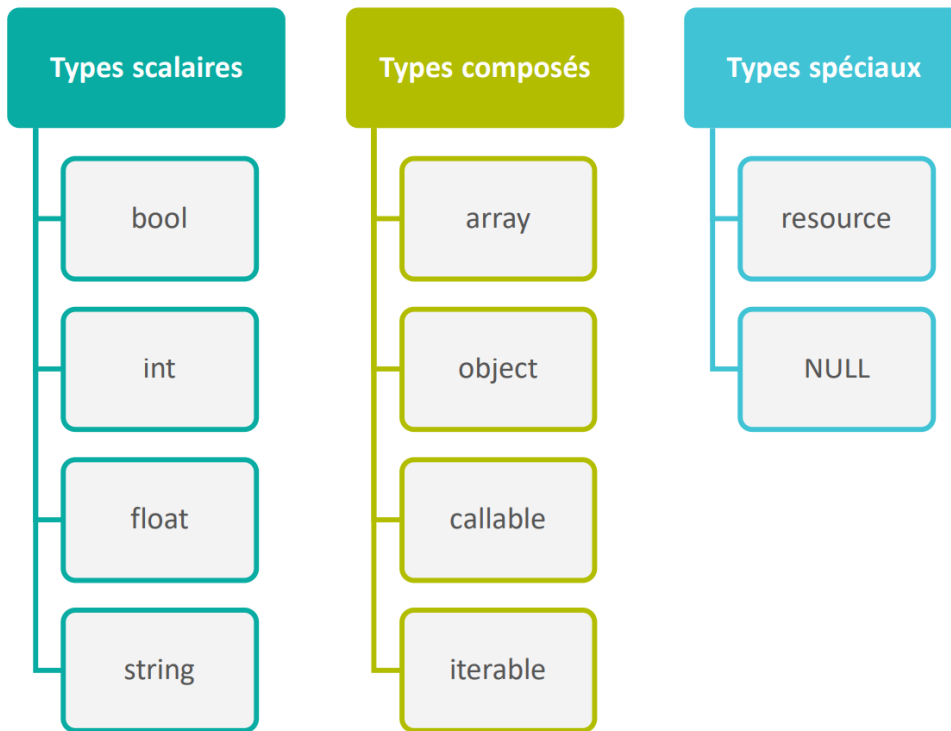 Types scalaires
bool
int
float
string
Types composés
array
object
callable
iterable
Types spéciaux
resource
NULL